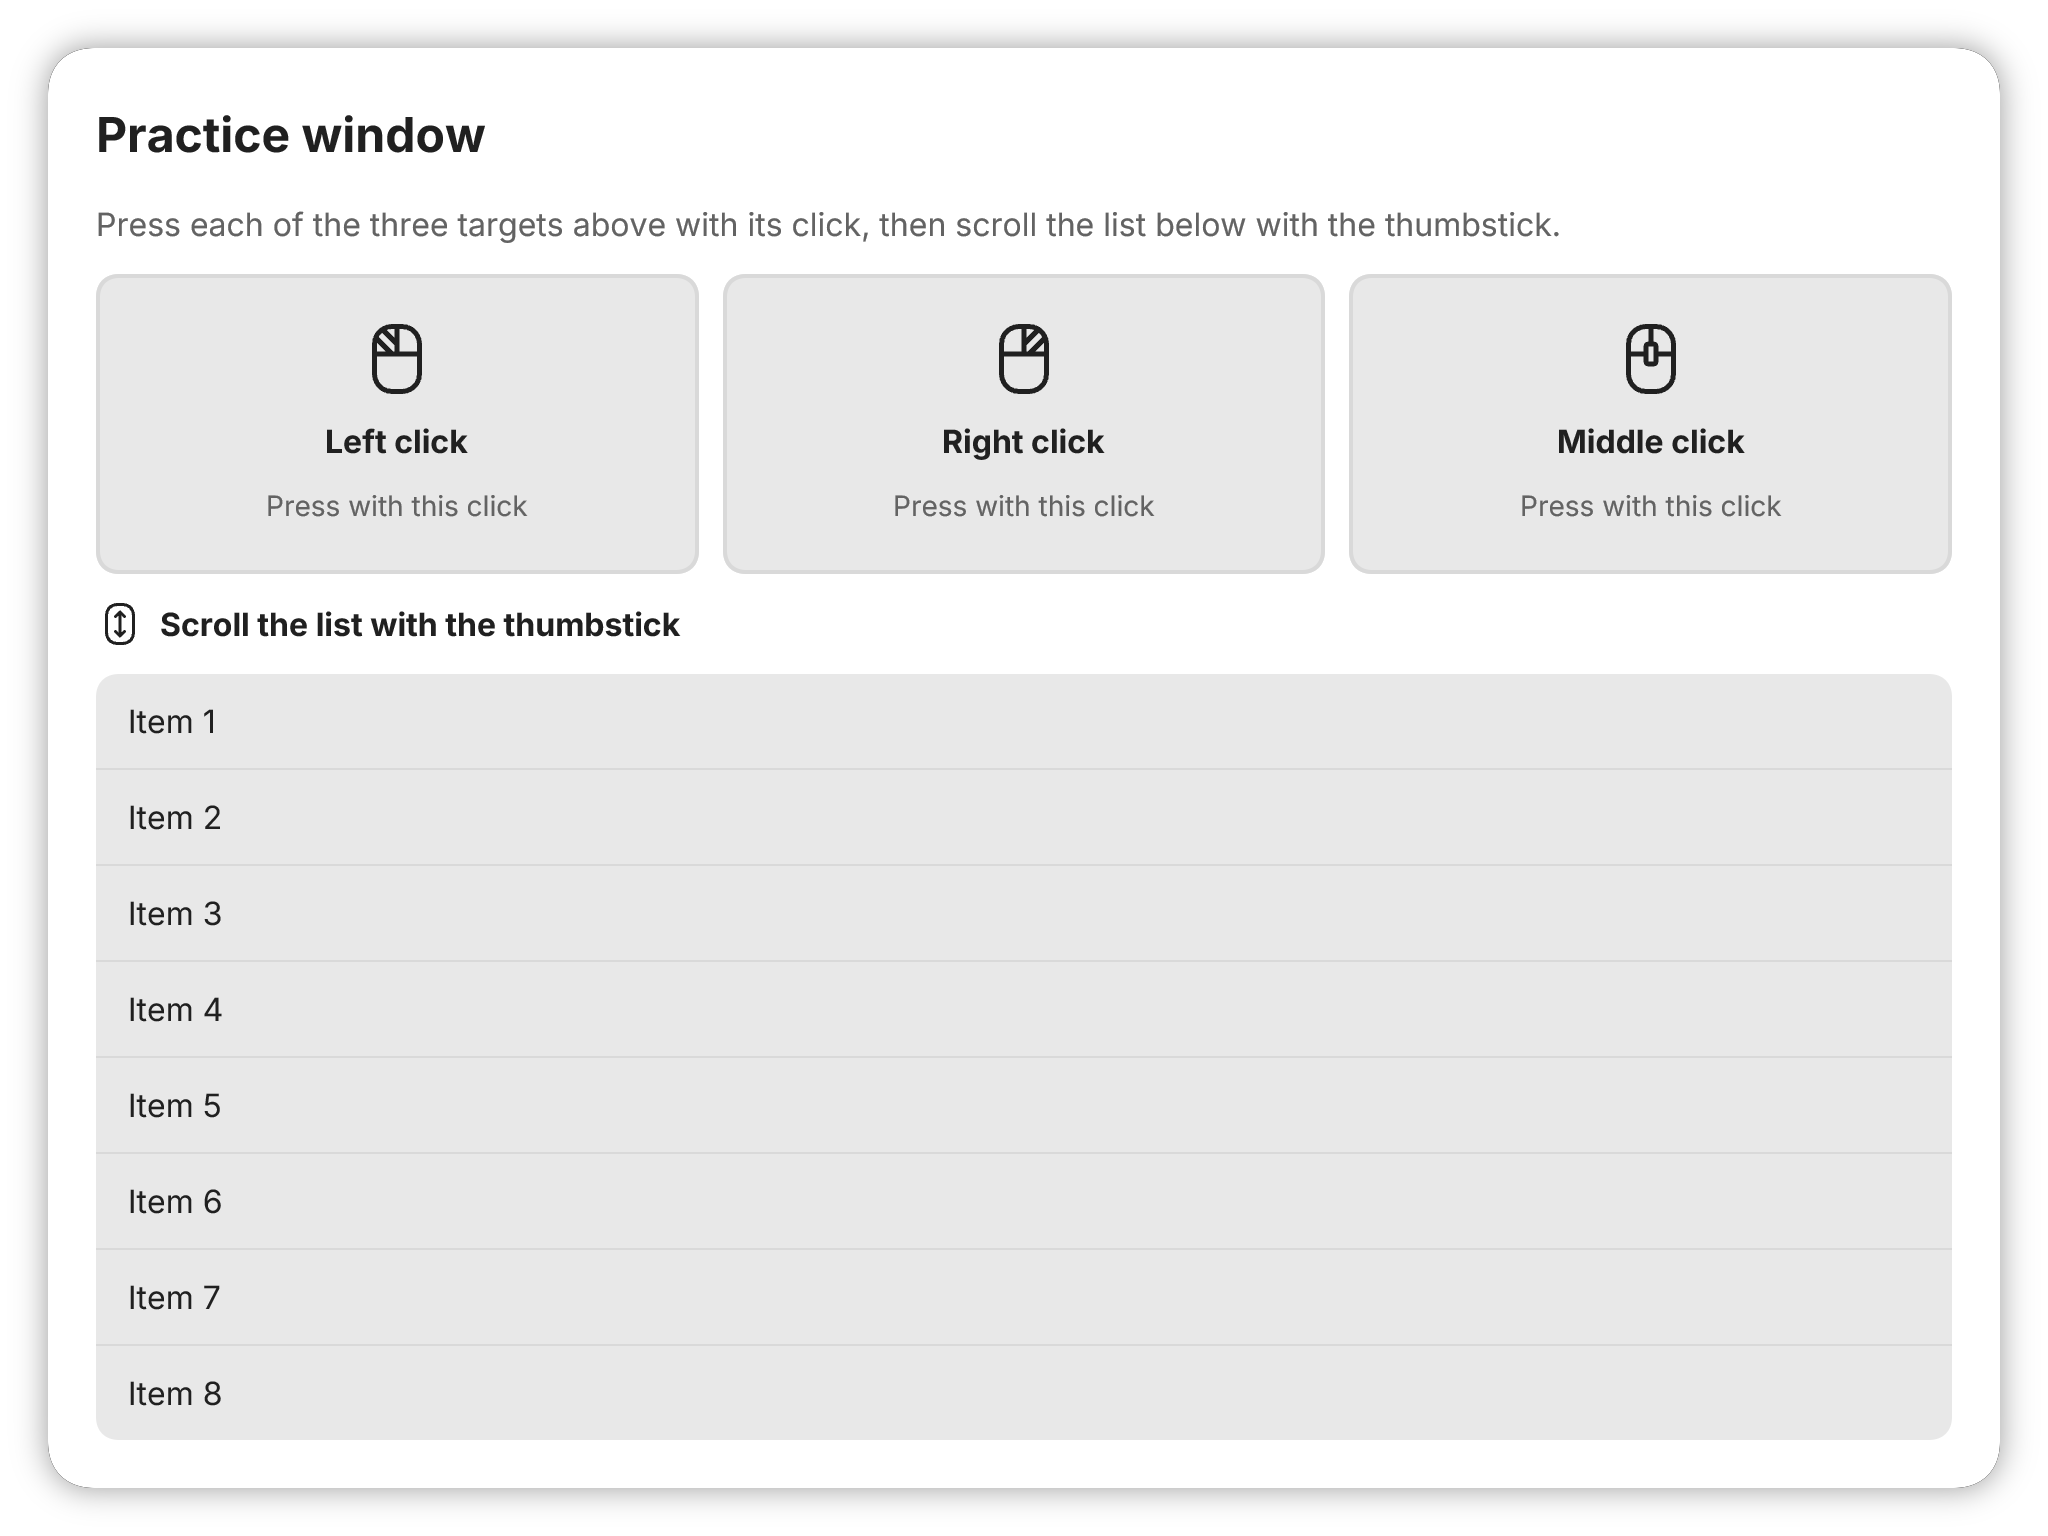 Practice window
Press each of the three targets above with its click, then scroll the list below with the thumbstick.
Left click
Press with this click
Right click
Press with this click
Middle click
Press with this click
Scroll the list with the thumbstick
Item 1
Item 2
Item 3
Item 4
Item 5
Item 6
Item 7
Item 8